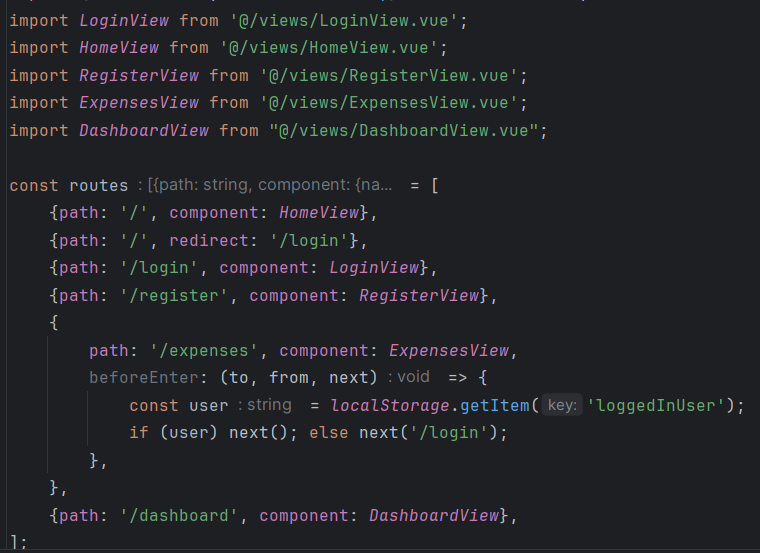 import LoginView from '@/views/LoginView.vue';
import HomeView from '@/views/HomeView.vue';
import RegisterView from '@/views/RegisterView.vue';
import ExpensesView from '@/views/ExpensesView.vue';
import DashboardView from "@/views/DashboardView.vue";
const routes : [{path: string, component: {na... = [
{path: '/', component: HomeView},
{path: '/', redirect: '/login'},
{path: '/login', component: LoginView},
{path: '/register', component: RegisterView},
{
path: '/expenses', component: ExpensesView,
beforeEnter: (to, from, next) : void => {
const user : string = localStorage.getItem( key: 'loggedInUser');
if (user) next(); else next('/login');
},
},
{path: '/dashboard', component: DashboardView},
];